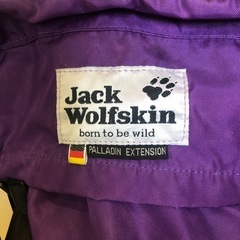 Jack
Wolfskin
born to be wild
PALLADIN EXTENSION